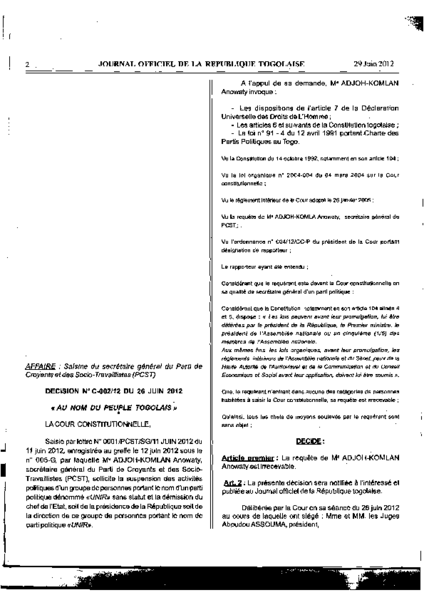 2 JOURNAL OFFICIEL DE LA REPUBLIQUE TOGOLAISE 29 Juin 2012
AFFAIRE : Saisine du secrétaire général du Parti de
Croyants et des Socio-Travaillistes (PCST)
DECISION N° C-002/12 DU 26 JUIN 2012
« AU NOM DU PEUPLE TOGOLAIS »
LA COUR CONSTITUTIONNELLE,
Saisie par lettre N° 0001/PCST/SG/11 JUIN 2012 du
11 juin 2012, enregistrée au greffe le 12 juin 2012 sous le
n° 005-G, par laquelle Me ADJOH-KOMLAN Anowaty,
secrétaire général du Parti de Croyants et des Socio-
Travaillistes (PCST), sollicite la suspension des activités
politiques d'un groupe de personnes portant le nom d'un parti
politique dénommé «UNIR» sans statut et la démission du
chef de l'Etat, soit de la présidence de la République soit de
la direction de ce groupe de personnes portant le nom de
parti politique «UNIR».
A l'appui de sa demande, Me ADJOH-KOMLAN
Anowaty invoque :
- Les dispositions de l'article 7 de la Déclaration
Universelle des Droits de L'Homme ;
- Les articles 6 et suivants de la Constitution togolaise ;
- La loi n° 91 - 4 du 12 avril 1991 portant Charte des
Partis Politiques au Togo.
Vu la Constitution du 14 octobre 1992, notamment en son article 104 ;
Vu la loi organique n° 2004-004 du 04 mars 2004 sur la Cour
constitutionnelle ;
Vu le règlement intérieur de la Cour adopté le 26 janvier 2005 ;
Vu la requête de Me ADJOH-KOMLA Anowaty, secrétaire général du
PCST ;
Vu l'ordonnance n° 004/12/CC-P du président de la Cour portant
désignation de rapporteur ;
Le rapporteur ayant été entendu ;
Considérant que le requérant este devant la Cour constitutionnelle en
sa qualité de secrétaire général d'un parti politique ;
Considérant que la Constitution notamment en son article 104 alinéa 4
et 5, dispose : « Les lois peuvent avant leur promulgation, lui être
déférées par le président de la République, le Premier ministre, le
président de l'Assemblée nationale ou un cinquième (1/5) des
membres de l'Assemblée nationale.
Aux mêmes fins, les lois organiques, avant leur promulgation, les
règlements intérieurs de l'Assemblée nationale et du Sénat, ceux de la
Haute Autorité de l'Audiovisuel et de la Communication et du Conseil
Economique et Social avant leur application, doivent lui être soumis ».
Que, le requérant n'entrant dans aucune des catégories de personnes
habilitées à saisir la Cour constitutionnelle, sa requête est irrecevable ;
Qu'ainsi, tous les chefs de moyens soulevés par le requérant sont
sans objet ;
DECIDE :
Article premier : La requête de Me ADJOH-KOMLAN
Anowaty est irrecevable.
Art. 2 : La présente décision sera notifiée à l'intéressé et
publiée au Journal officiel de la République togolaise.
Délibérée par la Cour en sa séance du 26 juin 2012
au cours de laquelle ont siégé : Mme et MM. les Juges
Aboudou ASSOUMA, président,